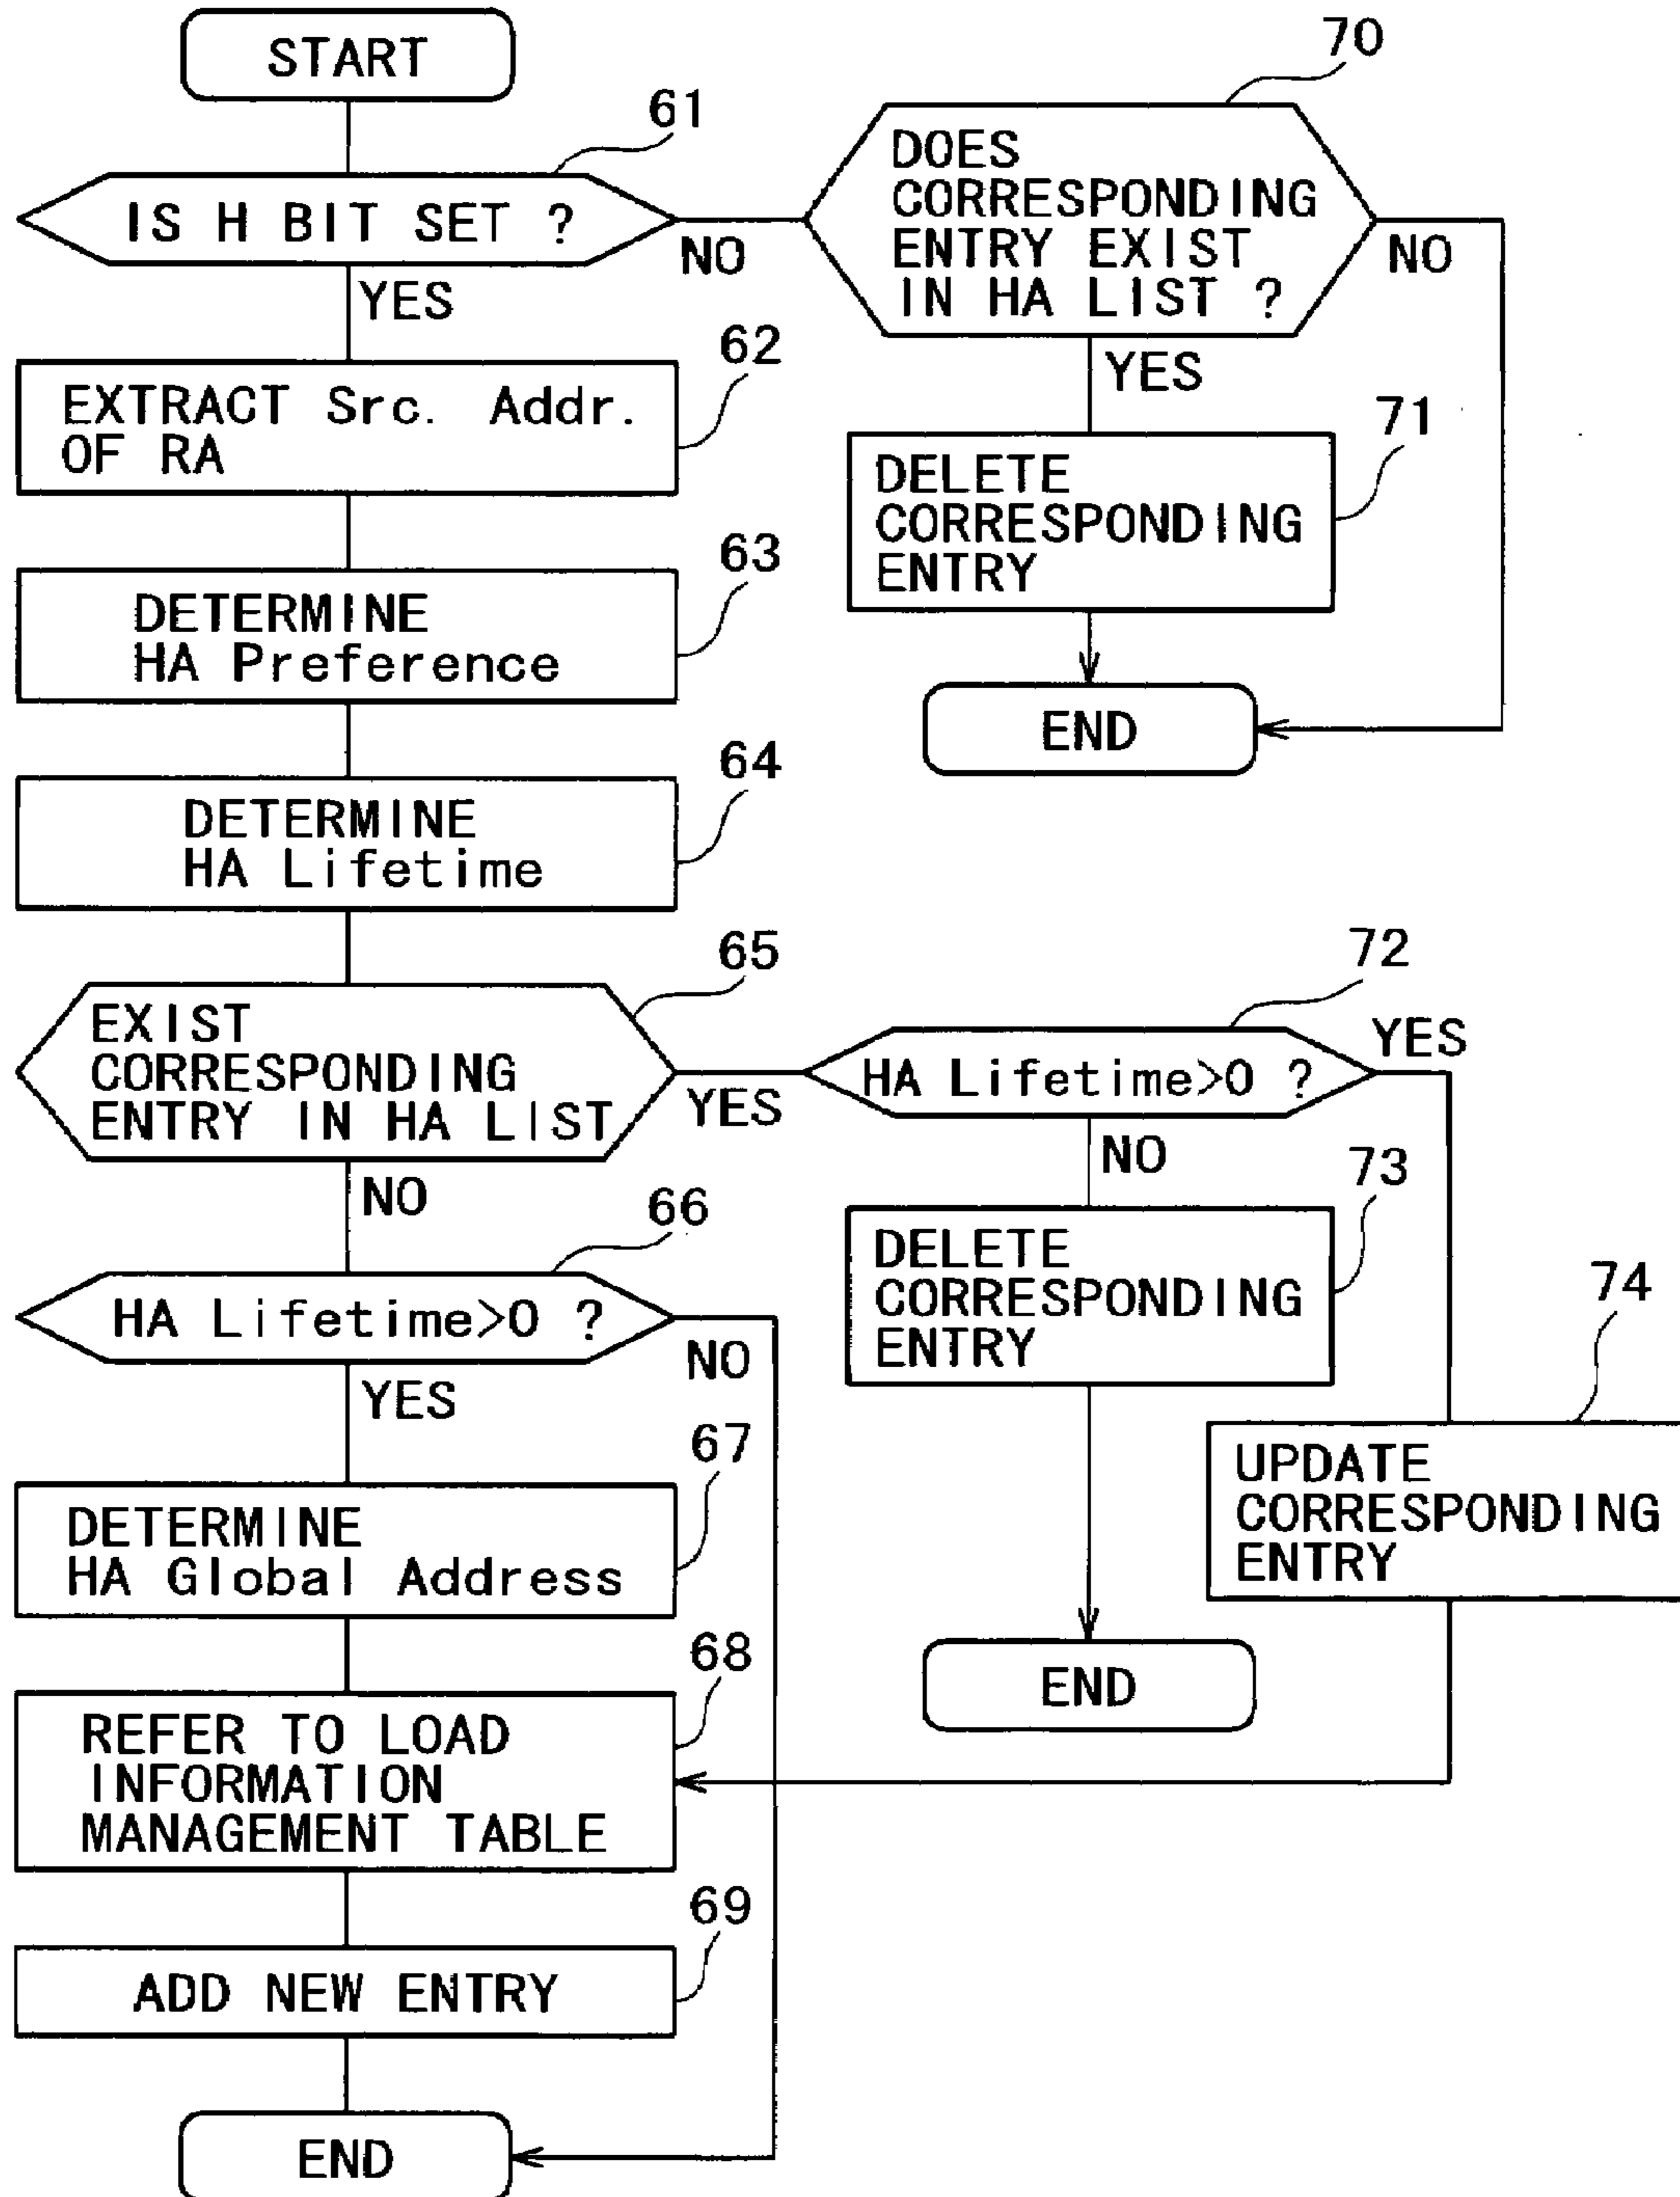 START
61
IS H BIT SET ?
NO
YES
70
DOES
CORRESPONDING
ENTRY EXIST
IN HA LIST ?
NO
YES
62
EXTRACT Src. Addr.
OF RA
71
DELETE
CORRESPONDING
ENTRY
63
DETERMINE
HA Preference
END
64
DETERMINE
HA Lifetime
65
EXIST
CORRESPONDING
ENTRY IN HA LIST
YES
NO
72
HA Lifetime>0 ?
YES
NO
66
HA Lifetime>0 ?
NO
YES
73
DELETE
CORRESPONDING
ENTRY
74
UPDATE
CORRESPONDING
ENTRY
67
DETERMINE
HA Global Address
END
68
REFER TO LOAD
INFORMATION
MANAGEMENT TABLE
69
ADD NEW ENTRY
END